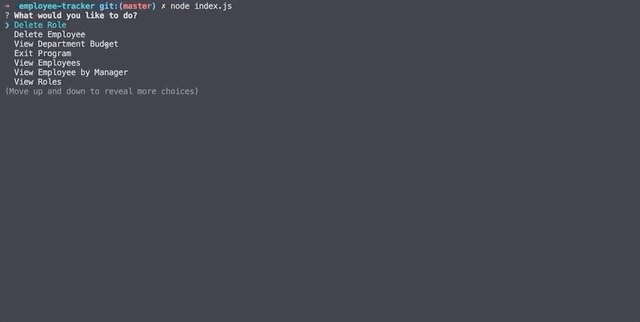 ➜  employee-tracker git:(master) ✗ node index.js
? What would you like to do?
❯ Delete Role
  Delete Employee
  View Department Budget
  Exit Program
  View Employees
  View Employee by Manager
  View Roles
(Move up and down to reveal more choices)